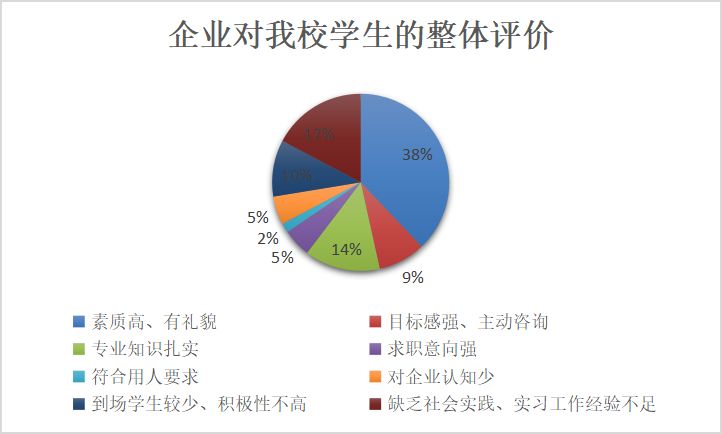 企业对我校学生的整体评价
38%
9%
14%
5%
2%
5%
10%
17%
素质高、有礼貌
目标感强、主动咨询
专业知识扎实
求职意向强
符合用人要求
对企业认知少
到场学生较少、积极性不高
缺乏社会实践、实习工作经验不足